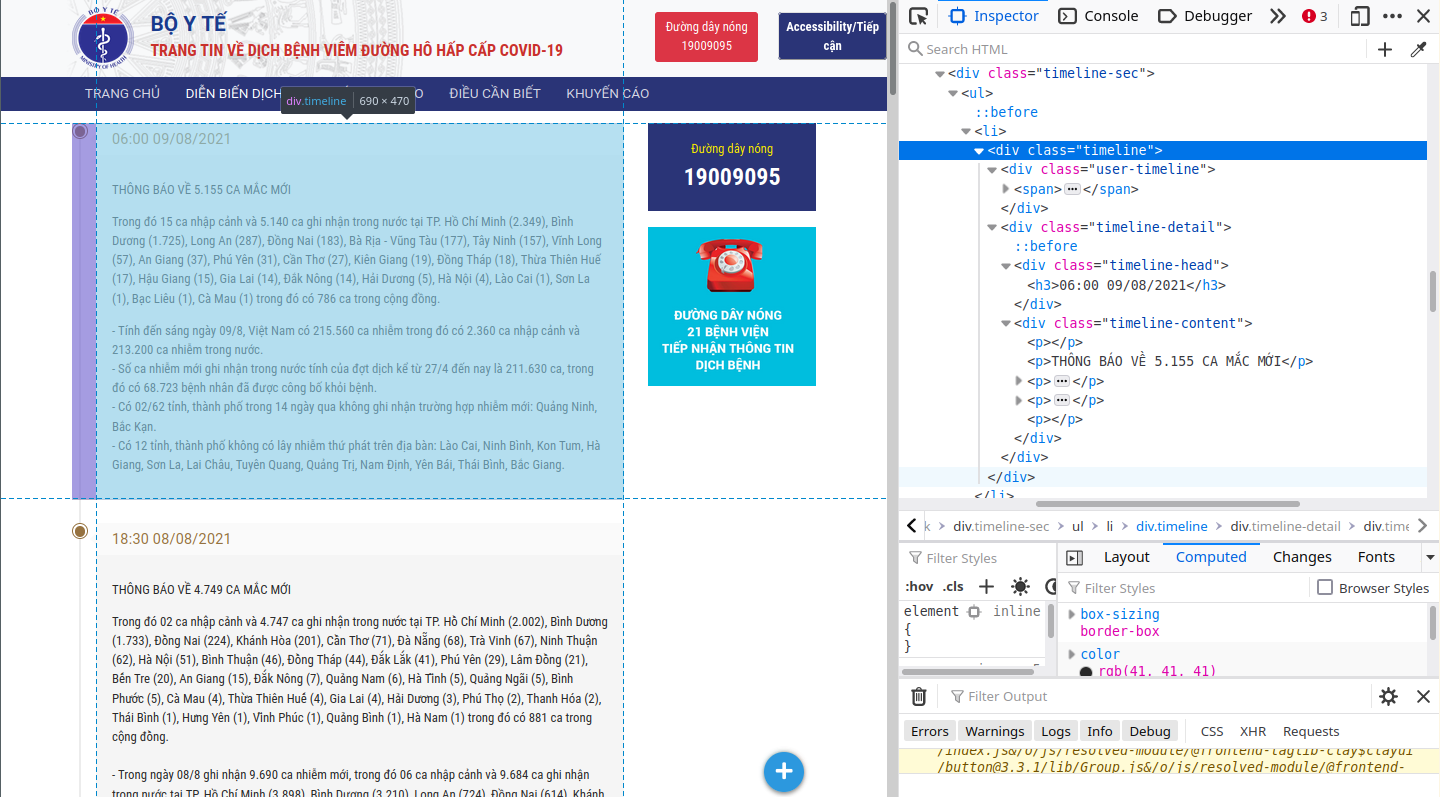 BỘ Y TẾ
MINISTRY OF HEALTH
BỘ Y TẾ
TRANG TIN VỀ DỊCH BỆNH VIÊM ĐƯỜNG HÔ HẤP CẤP COVID-19
Đường dây nóng
19009095
Accessibility/Tiếp
cận
TRANG CHỦ
DIỄN BIẾN DỊCH
O
ĐIỀU CẦN BIẾT
KHUYẾN CÁO
div.timeline
690 × 470
06:00 09/08/2021
THÔNG BÁO VỀ 5.155 CA MẮC MỚI
Trong đó 15 ca nhập cảnh và 5.140 ca ghi nhận trong nước tại TP. Hồ Chí Minh (2.349), Bình
Dương (1.725), Long An (287), Đồng Nai (183), Bà Rịa - Vũng Tàu (177), Tây Ninh (157), Vĩnh Long
(57), An Giang (37), Phú Yên (31), Cần Thơ (27), Kiên Giang (19), Đồng Tháp (18), Thừa Thiên Huế
(17), Hậu Giang (15), Gia Lai (14), Đắk Nông (14), Hải Dương (5), Hà Nội (4), Lào Cai (1), Sơn La
(1), Bạc Liêu (1), Cà Mau (1) trong đó có 786 ca trong cộng đồng.
- Tính đến sáng ngày 09/8, Việt Nam có 215.560 ca nhiễm trong đó có 2.360 ca nhập cảnh và
213.200 ca nhiễm trong nước.
- Số ca nhiễm mới ghi nhận trong nước tính của đợt dịch kể từ 27/4 đến nay là 211.630 ca, trong
đó có 68.723 bệnh nhân đã được công bố khỏi bệnh.
- Có 02/62 tỉnh, thành phố trong 14 ngày qua không ghi nhận trường hợp nhiễm mới: Quảng Ninh,
Bắc Kạn.
- Có 12 tỉnh, thành phố không có lây nhiễm thứ phát trên địa bàn: Lào Cai, Ninh Bình, Kon Tum, Hà
Giang, Sơn La, Lai Châu, Tuyên Quang, Quảng Trị, Nam Định, Yên Bái, Thái Bình, Bắc Giang.
Đường dây nóng
19009095
ĐƯỜNG DÂY NÓNG
21 BỆNH VIỆN
TIẾP NHẬN THÔNG TIN
DỊCH BỆNH
18:30 08/08/2021
THÔNG BÁO VỀ 4.749 CA MẮC MỚI
Trong đó 02 ca nhập cảnh và 4.747 ca ghi nhận trong nước tại TP. Hồ Chí Minh (2.002), Bình Dương
(1.733), Đồng Nai (224), Khánh Hòa (201), Cần Thơ (71), Đà Nẵng (68), Trà Vinh (67), Ninh Thuận
(62), Hà Nội (51), Bình Thuận (46), Đồng Tháp (44), Đắk Lắk (41), Phú Yên (29), Lâm Đồng (21),
Bến Tre (20), An Giang (15), Đắk Nông (7), Quảng Nam (6), Hà Tĩnh (5), Quảng Ngãi (5), Bình
Phước (5), Cà Mau (4), Thừa Thiên Huế (4), Gia Lai (4), Hải Dương (3), Phú Thọ (2), Thanh Hóa (2),
Thái Bình (1), Hưng Yên (1), Vĩnh Phúc (1), Quảng Bình (1), Hà Nam (1) trong đó có 881 ca trong
cộng đồng.
- Trong ngày 08/8 ghi nhận 9.690 ca nhiễm mới, trong đó 06 ca nhập cảnh và 9.684 ca ghi nhận
trong nước tại TP. Hồ Chí Minh (3.898), Bình Dương (3.210), Long An (724), Đồng Nai (614), Khánh
+
Inspector
Console
Debugger
3
Search HTML
<div class="timeline-sec">
<ul>
::before
<li>
<div class="timeline">
<div class="user-timeline">
<span>⋯</span>
</div>
<div class="timeline-detail">
::before
<div class="timeline-head">
<h3>06:00 09/08/2021</h3>
</div>
<div class="timeline-content">
<p></p>
<p>THÔNG BÁO VỀ 5.155 CA MẮC MỚI</p>
<p>⋯</p>
<p>⋯</p>
<p></p>
</div>
</div>
</div>
</li>
k > div.timeline-sec > ul > li > div.timeline > div.timeline-detail > div.time
Filter Styles
:hov .cls
element inline
{
}
Layout
Computed
Changes
Fonts
Filter Styles
Browser Styles
box-sizing
border-box
color
rgb(41, 41, 41)
Filter Output
Errors
Warnings
Logs
Info
Debug
CSS
XHR
Requests
/index.js&/o/js/resolved-module/@frontend-taglib-clay$clayui
/button@3.3.1/lib/Group.js&/o/js/resolved-module/@frontend-